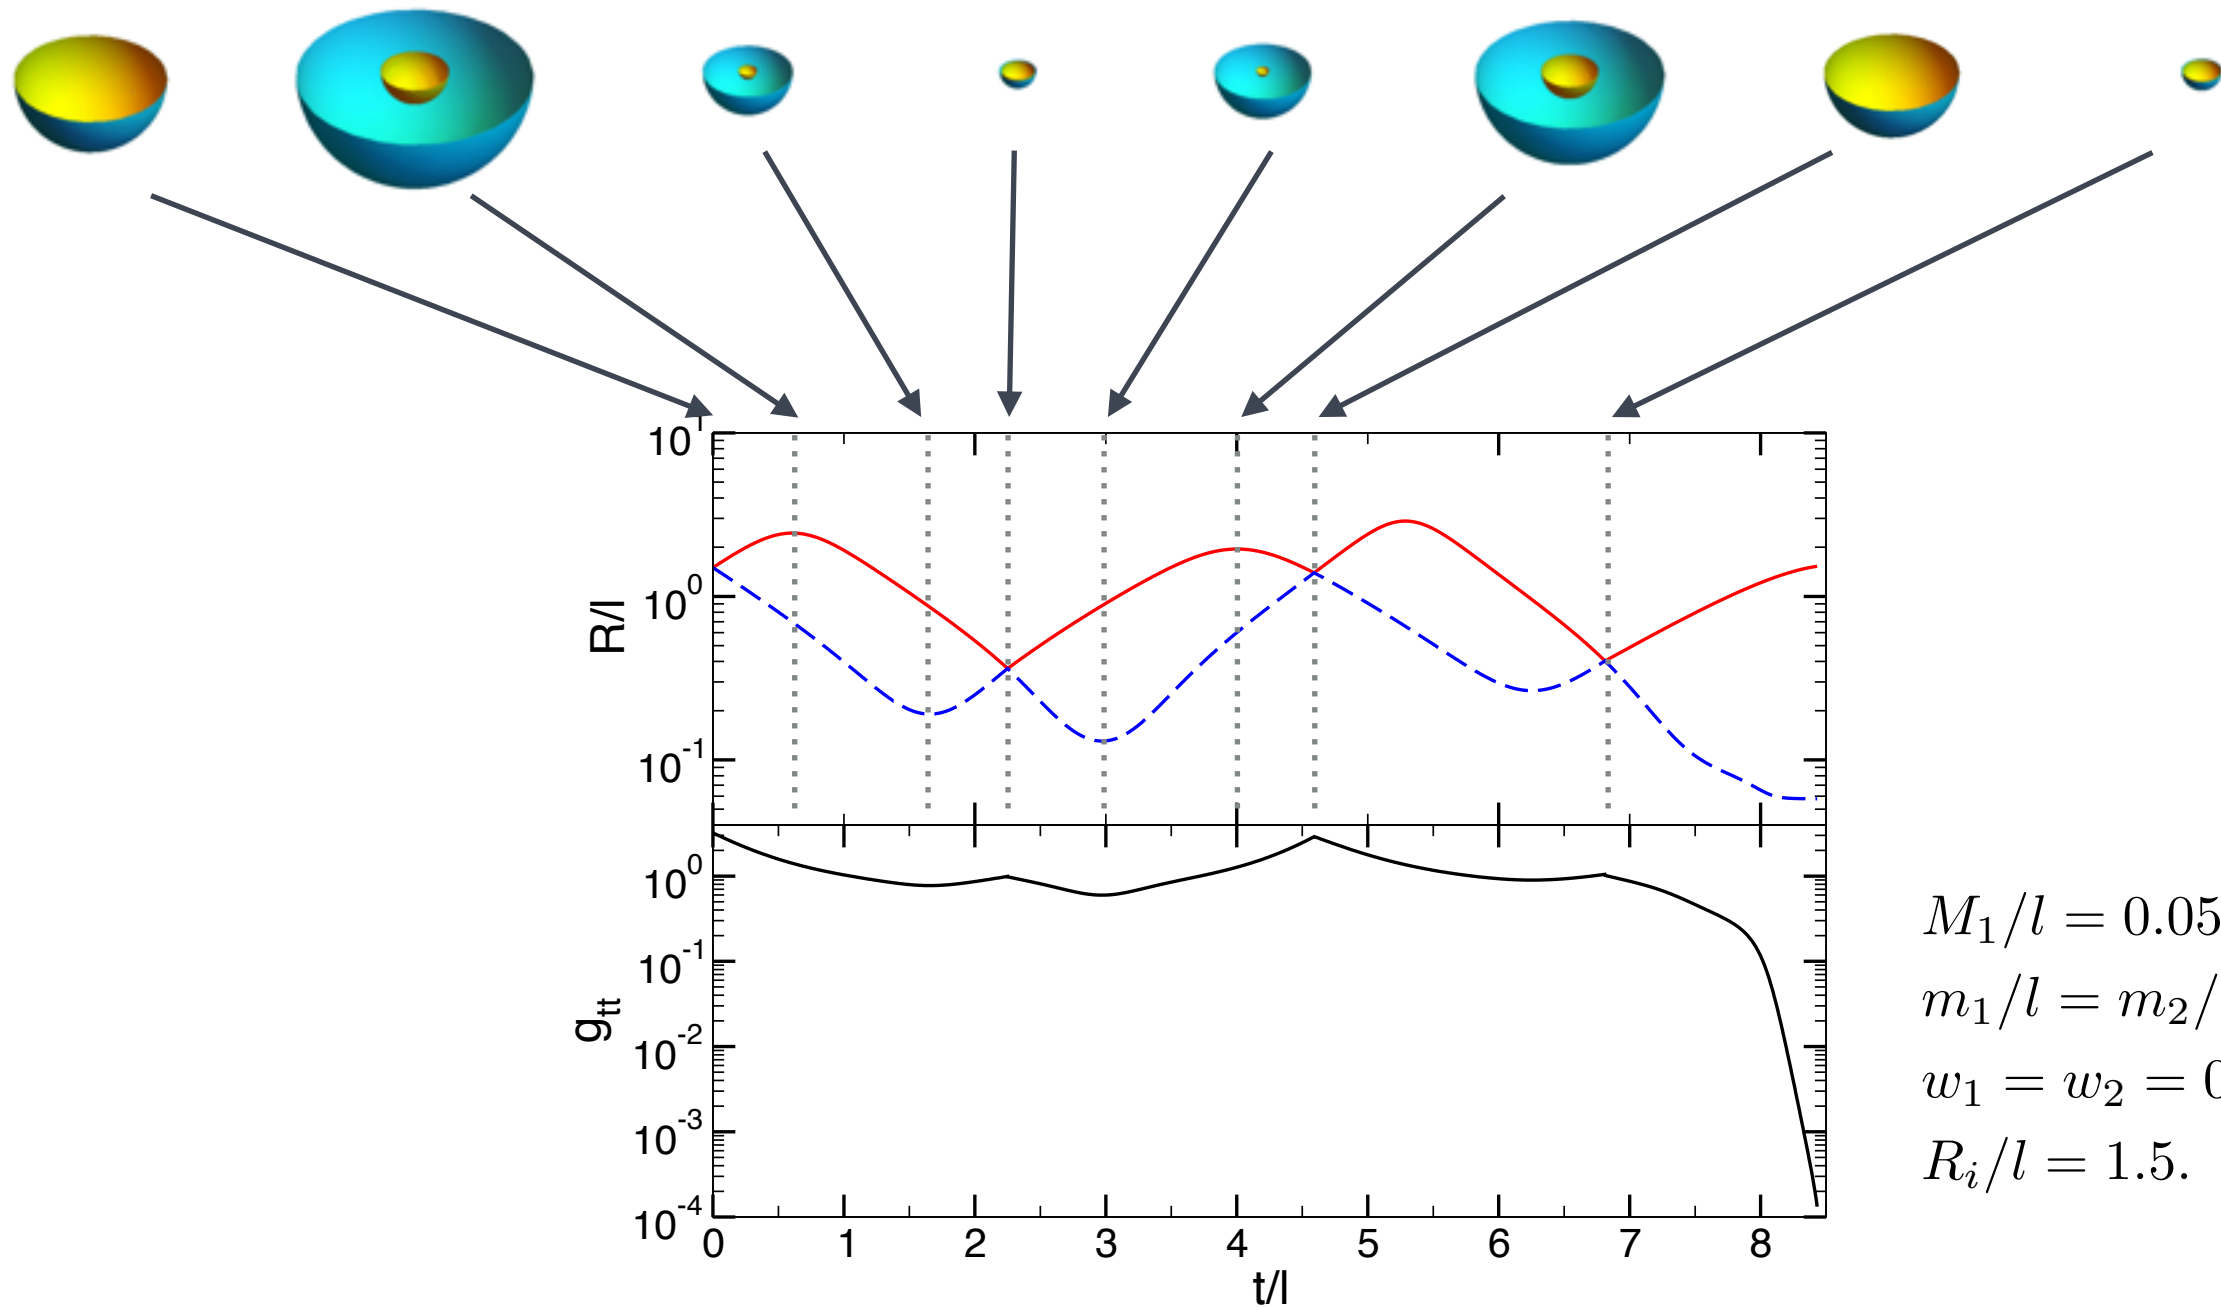 10^1
10^0
10^-1
R/l
10^0
10^-1
10^-2
10^-3
10^-4
g_tt
0 1 2 3 4 5 6 7 8
t/l
M_1/l = 0.05
m_1/l = m_2/
w_1 = w_2 = 0
R_i/l = 1.5.